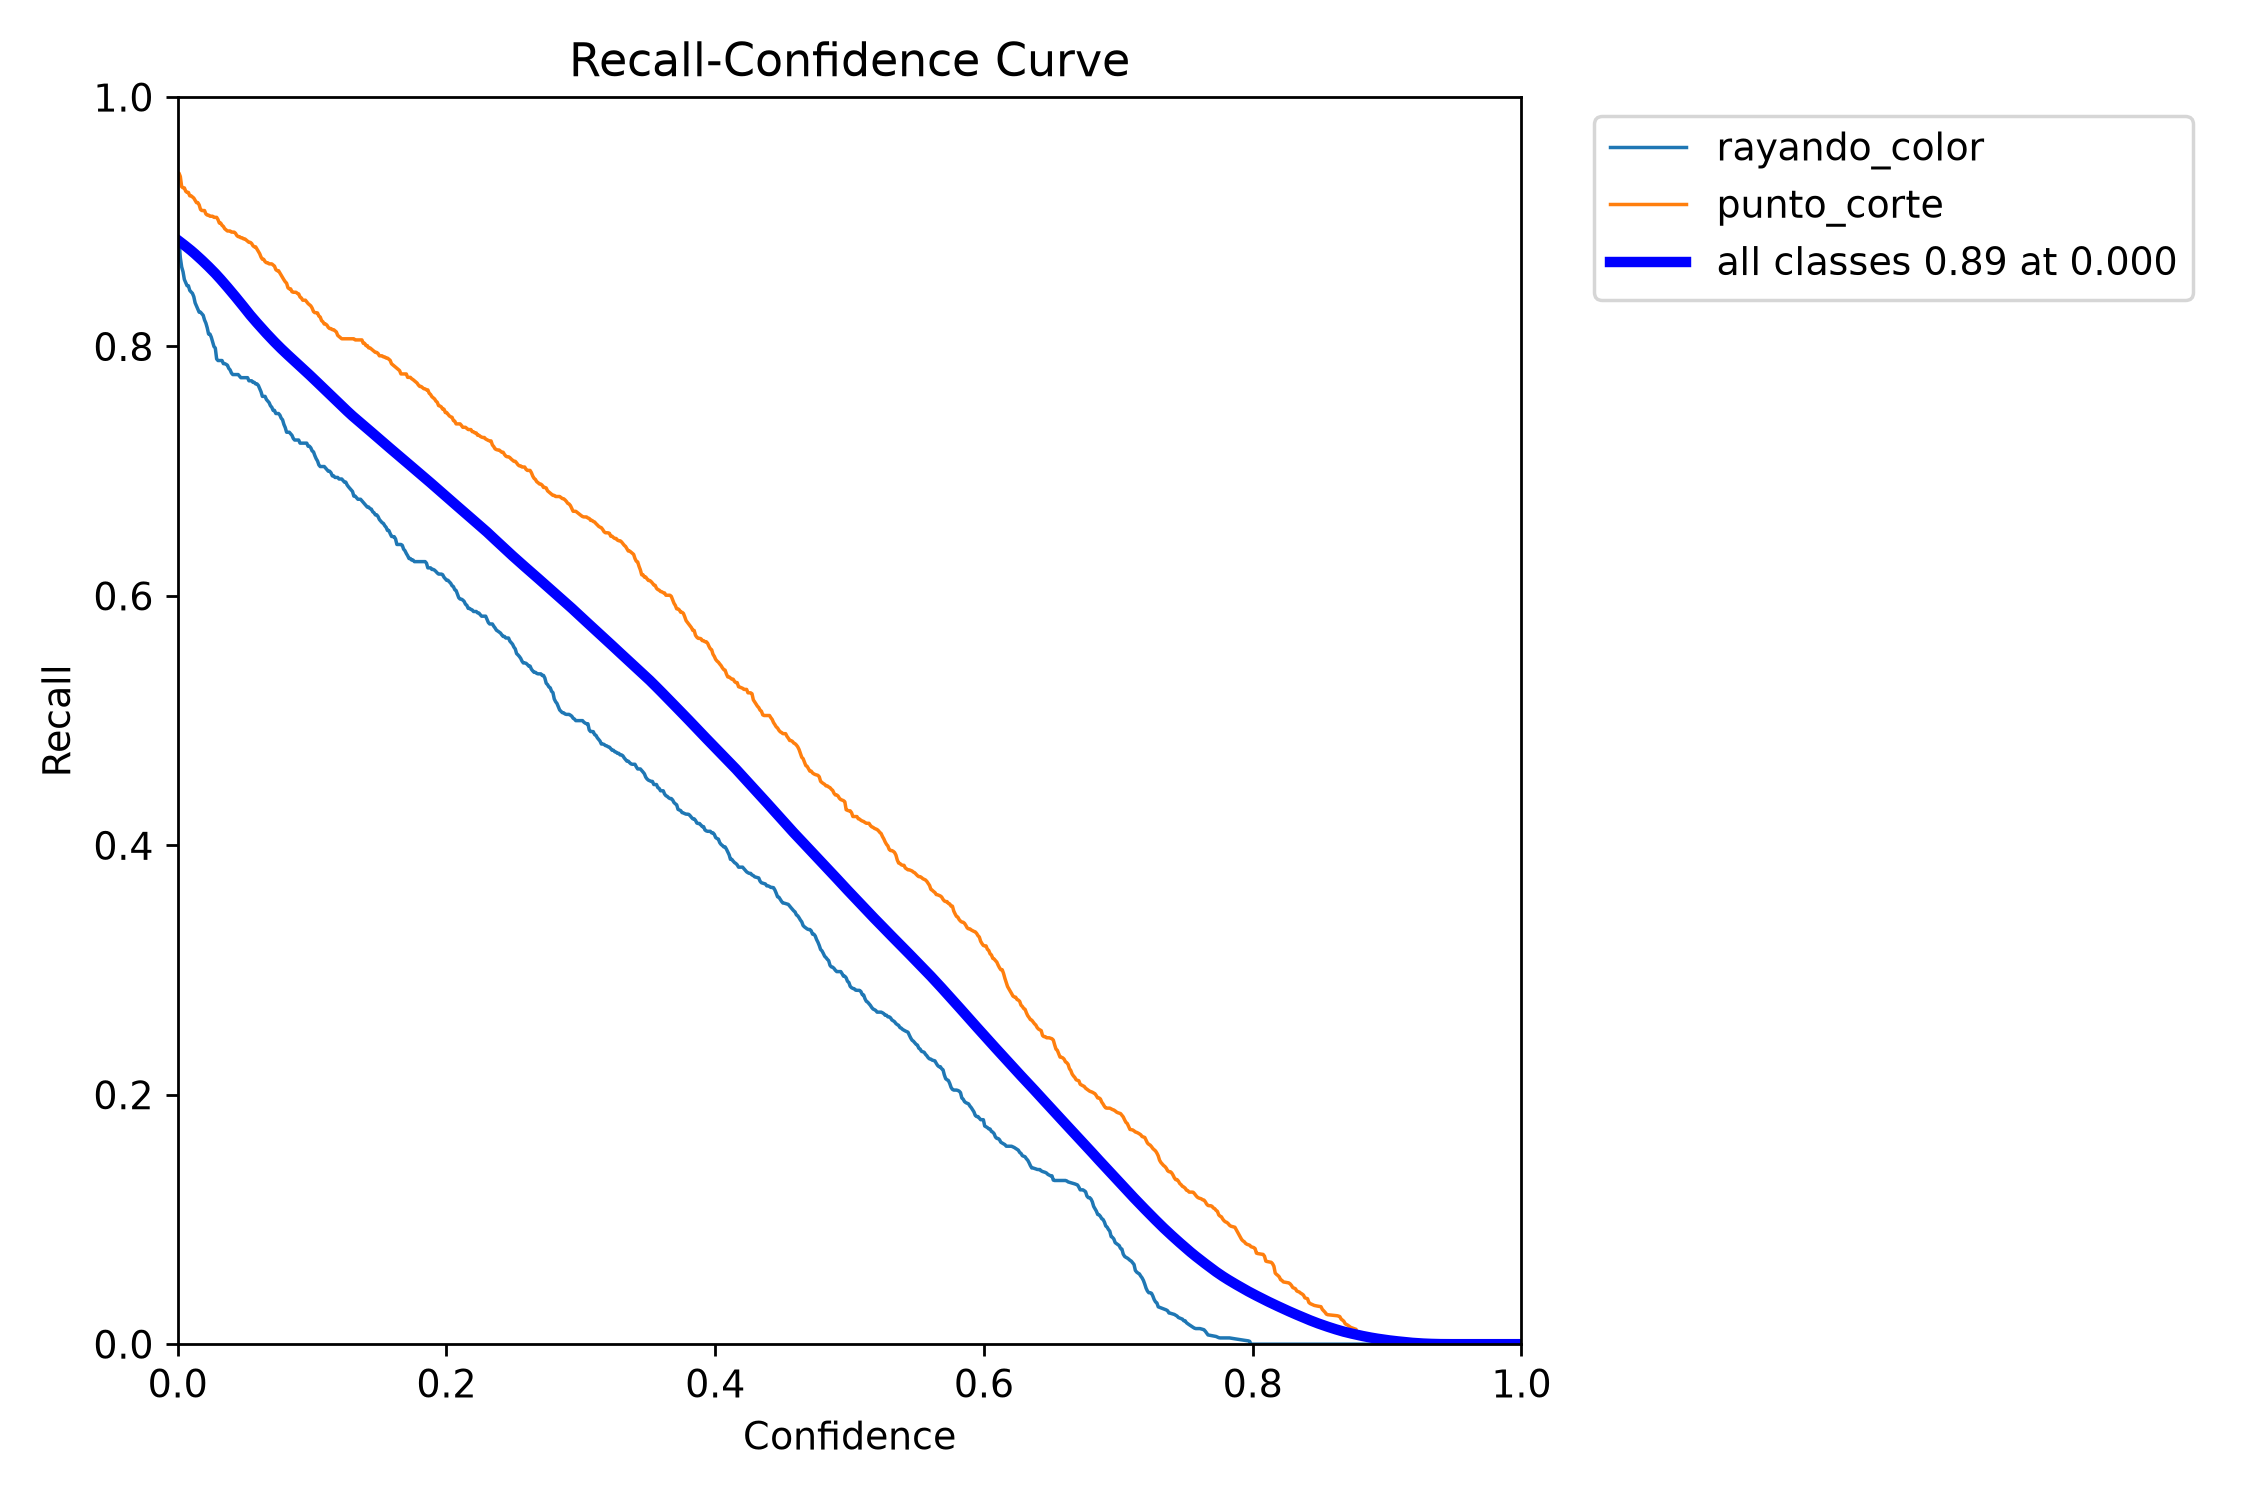 Recall-Confidence Curve
1.0
0.8
0.6
0.4
0.2
0.0
Recall
0.0 0.2 0.4 0.6 0.8 1.0
Confidence
rayando_color
punto_corte
all classes 0.89 at 0.000